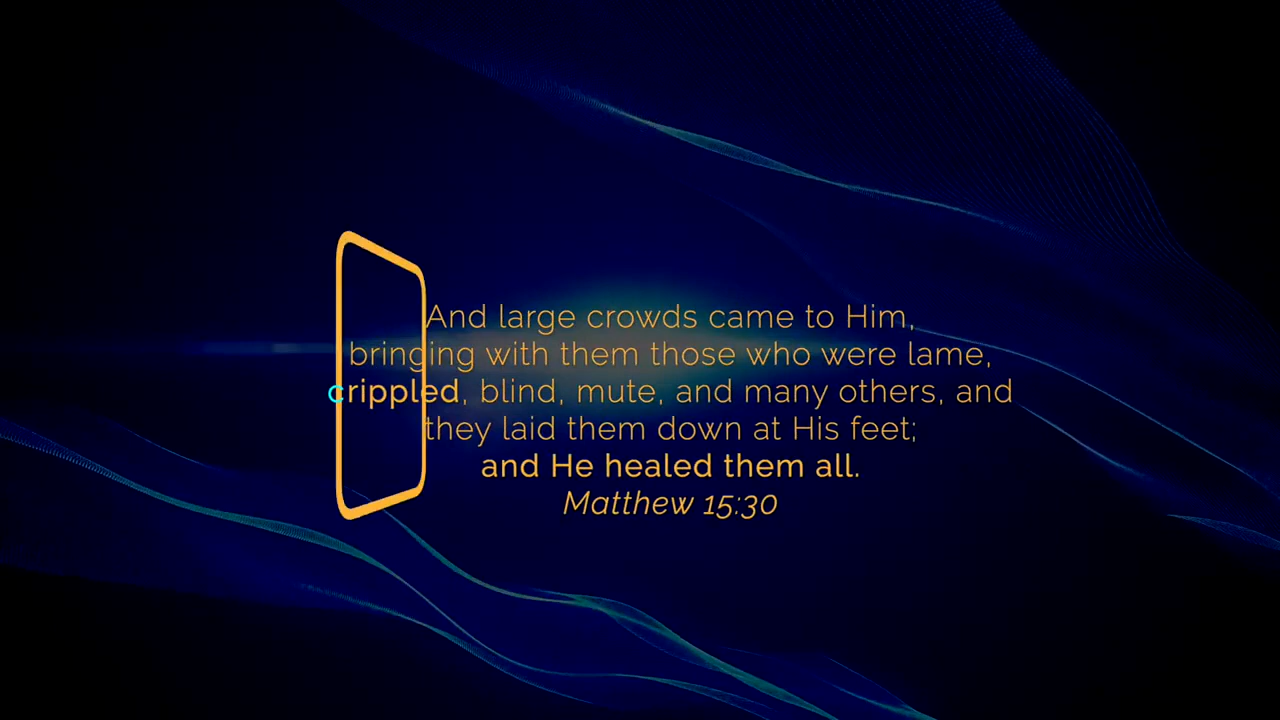 And large crowds came to Him,
bringing with them those who were lame,
crippled, blind, mute, and many others, and
they laid them down at His feet;
and He healed them all.
Matthew 15:30